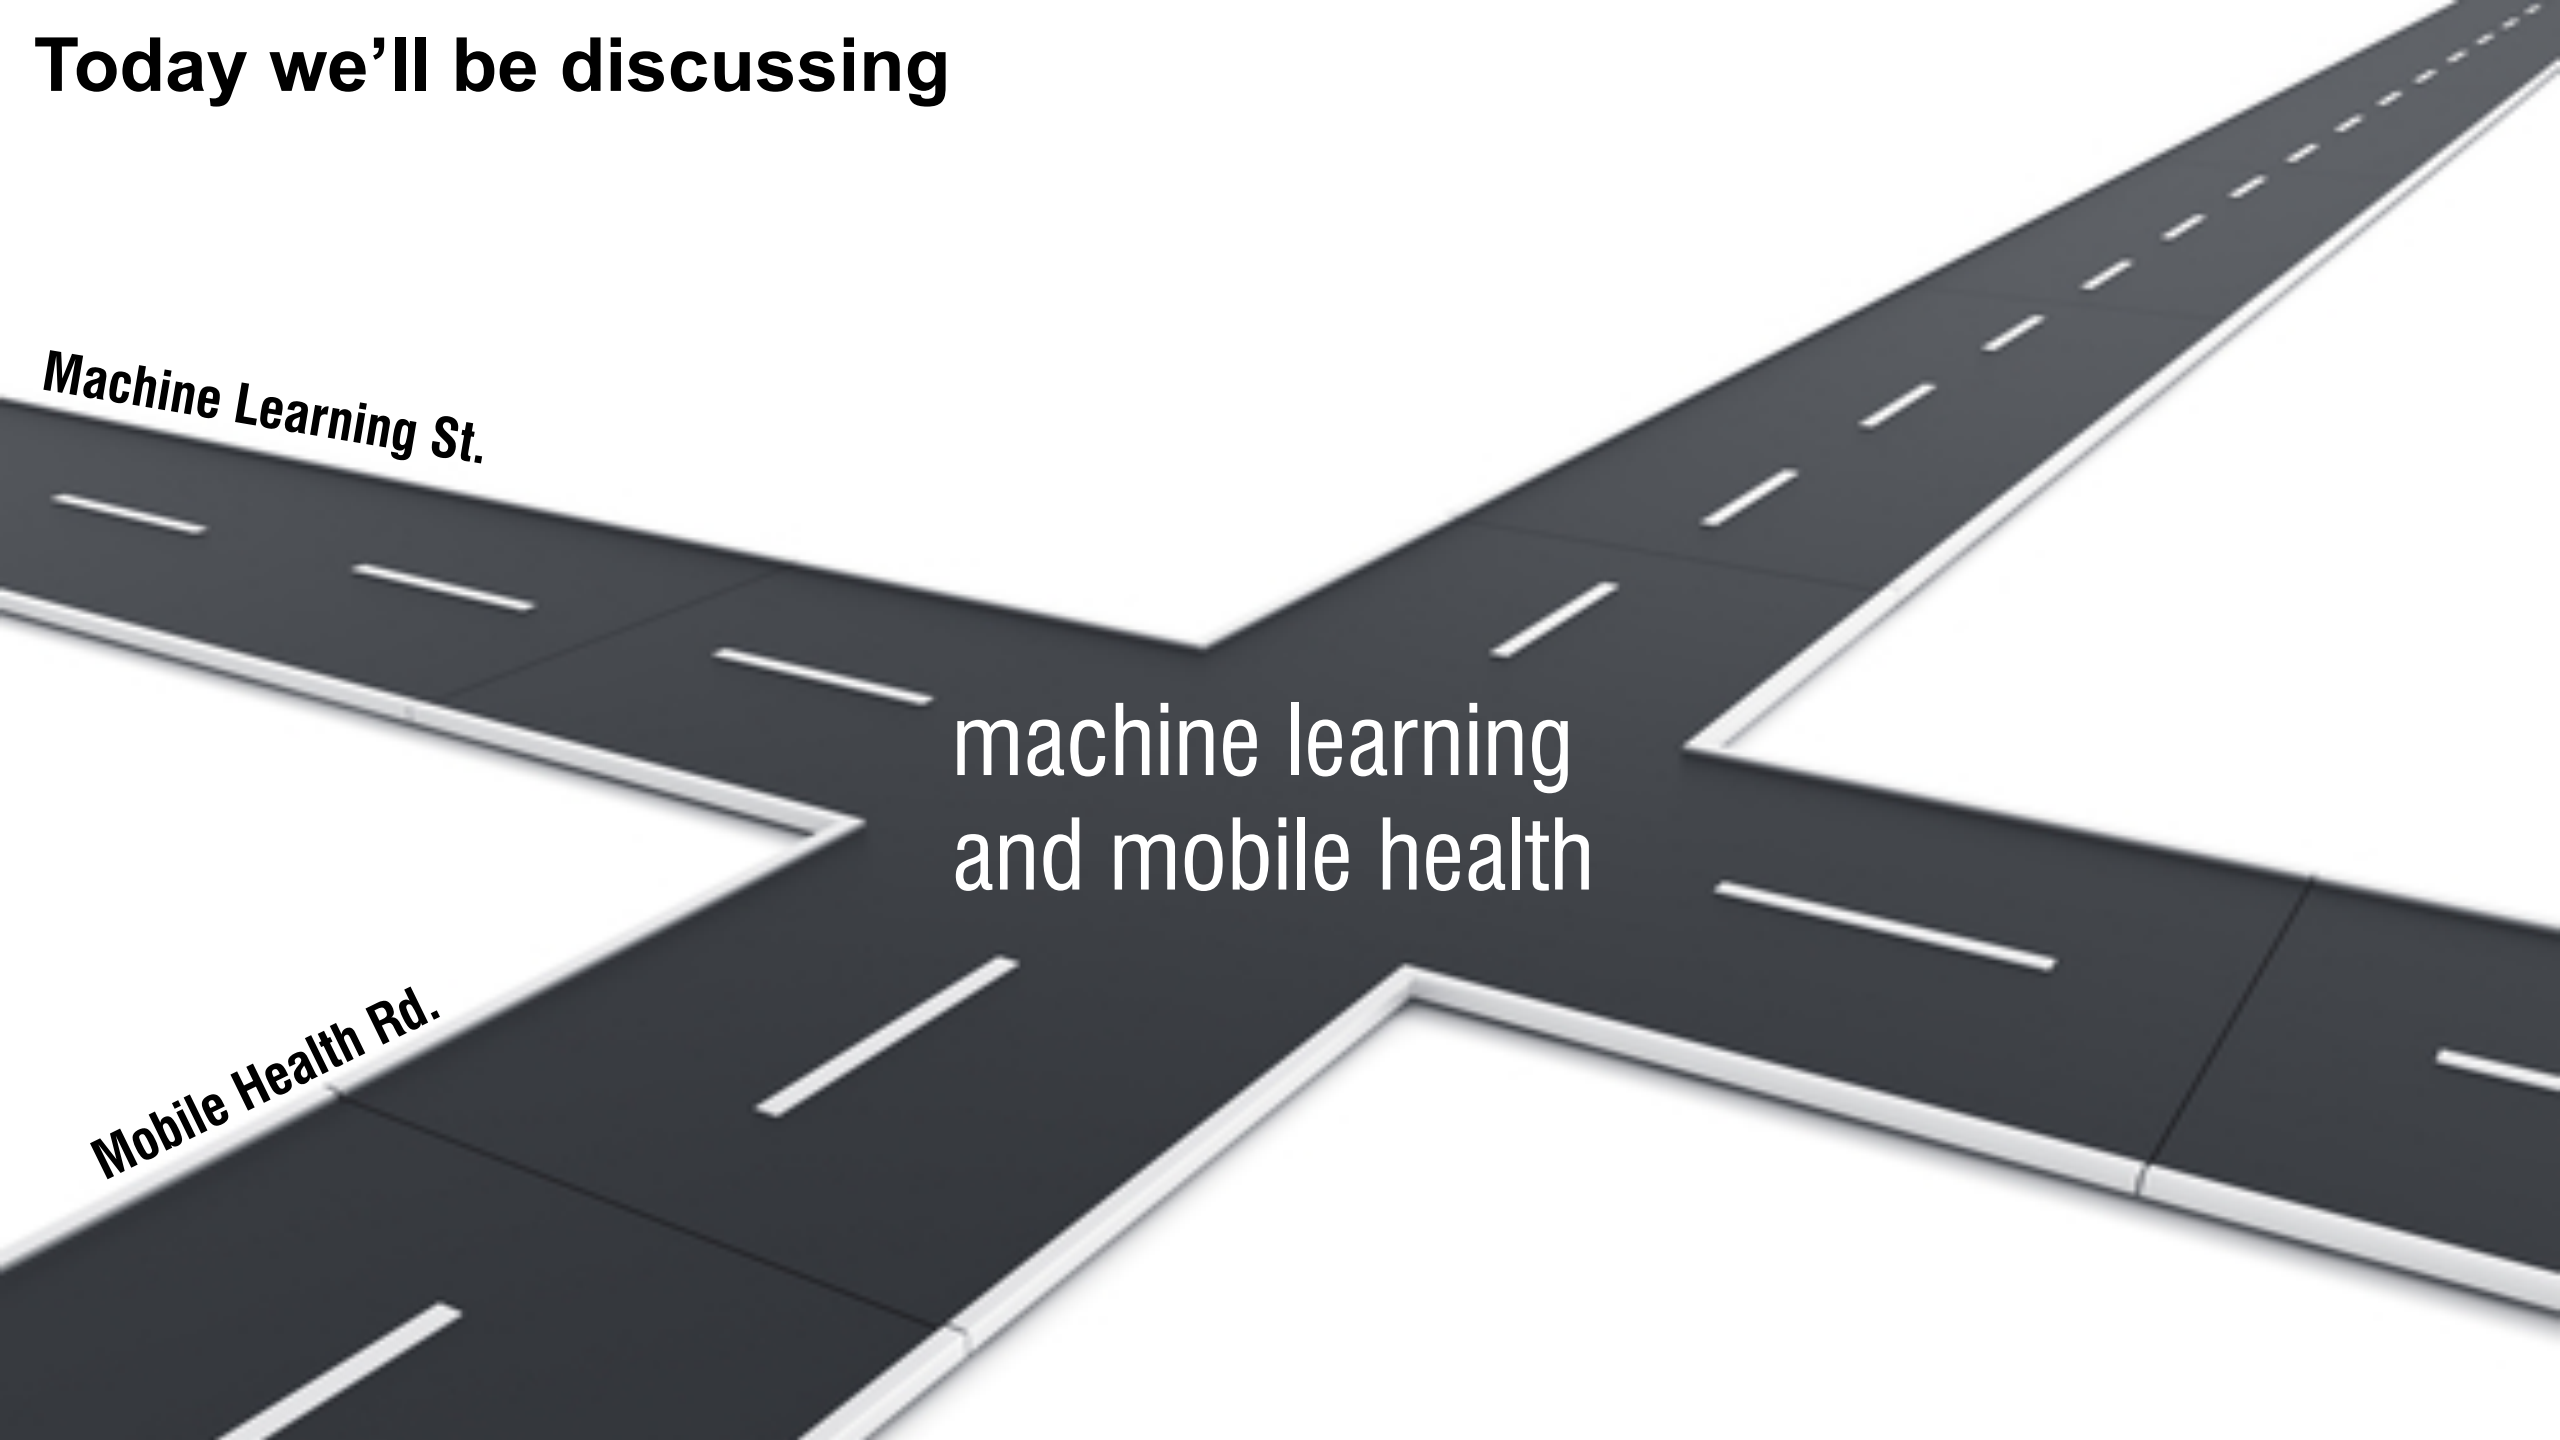 Today we’ll be discussing
Machine Learning St.
machine learning
and mobile health
Mobile Health Rd.